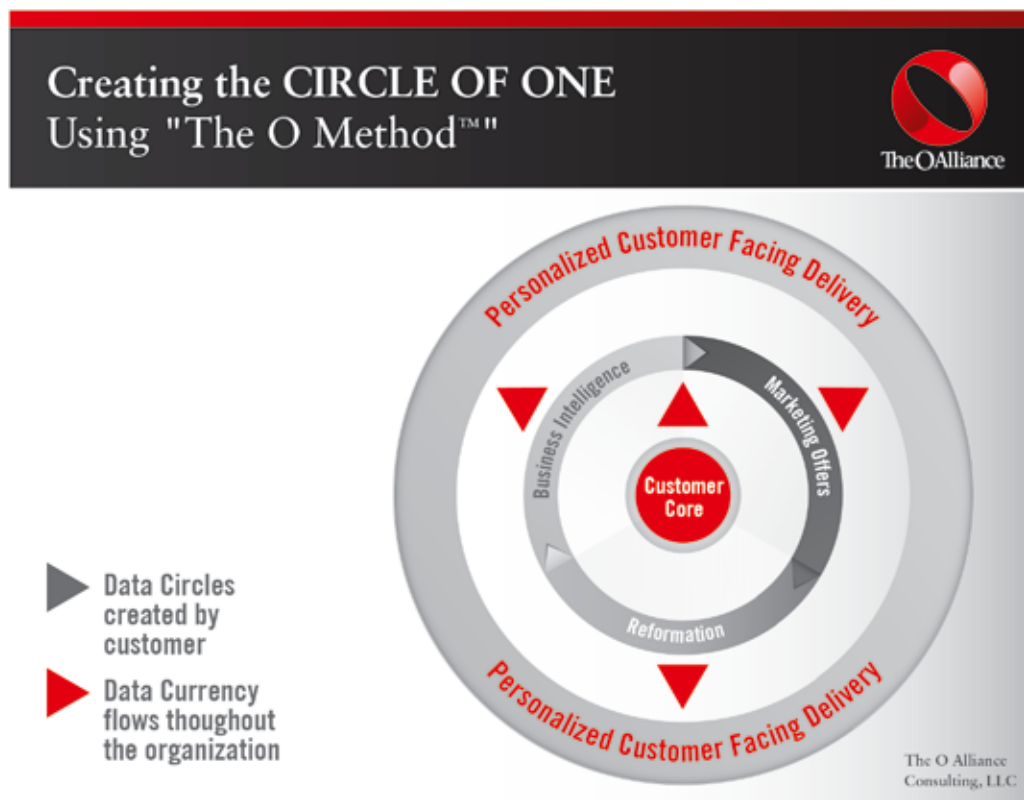 Creating the CIRCLE OF ONE
Using "The O Method™"
The O Alliance
Personalized Customer Facing Delivery
Business Intelligence
Marketing Offers
Customer
Core
Reformation
Personalized Customer Facing Delivery
Data Circles
created by
customer
Data Currency
flows thoughout
the organization
The O Alliance
Consulting, LLC